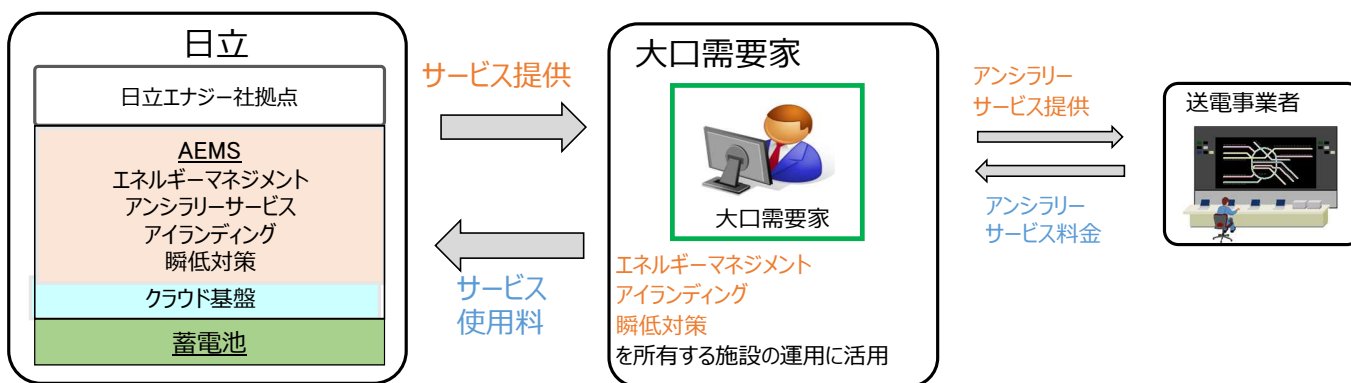 日立
日立エナジー社拠点
AEMS
エネルギーマネジメント
アンシラリーサービス
アイランディング
瞬低対策
クラウド基盤
蓄電池
サービス提供
サービス
使用料
大口需要家
大口需要家
エネルギーマネジメント
アイランディング
瞬低対策
を所有する施設の運用に活用
アンシラリー
サービス提供
アンシラリー
サービス料金
送電事業者